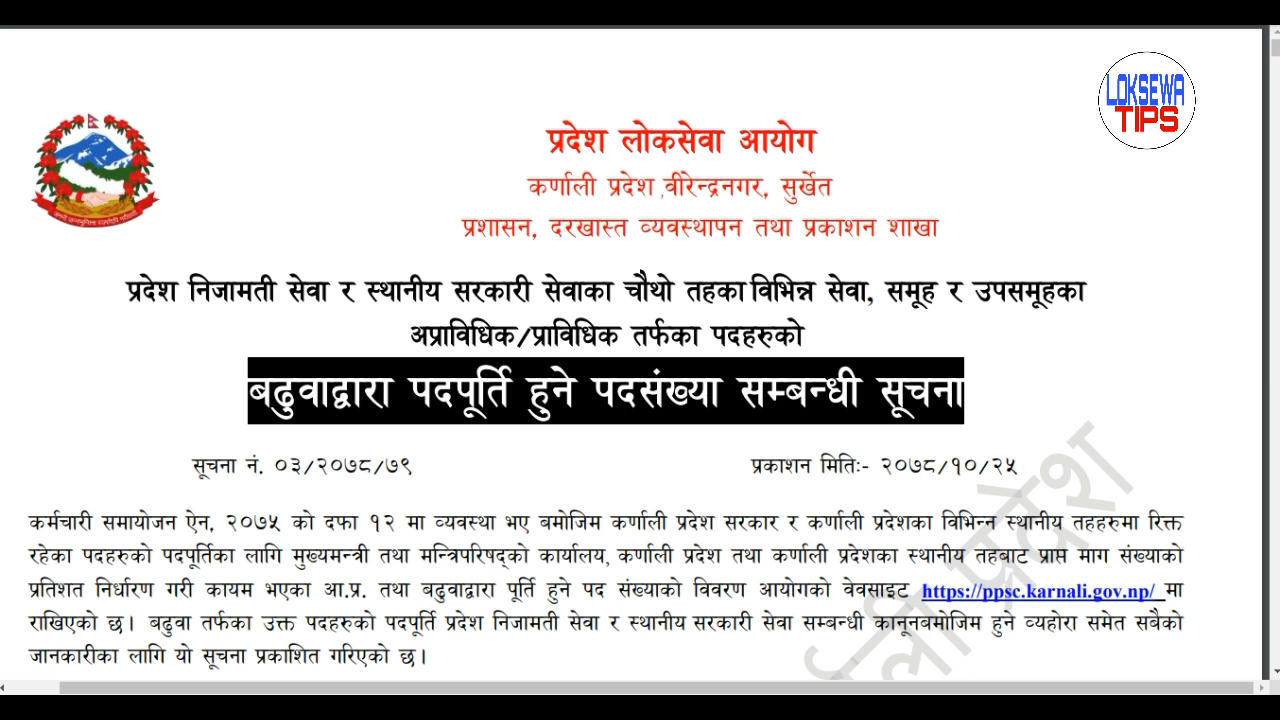 LOKSEWA
TIPS
प्रदेश लोकसेवा आयोग
कर्णाली प्रदेश ,वीरेन्द्रनगर, सुर्खेत
प्रशासन, दरखास्त व्यवस्थापन तथा प्रकाशन शाखा
प्रदेश निजामती सेवा र स्थानीय सरकारी सेवाका चौथो तहका विभिन्न सेवा, समूह र उपसमूहका
अप्राविधिक/प्राविधिक तर्फका पदहरुको
बढुवाद्वारा पदपूर्ति हुने पदसंख्या सम्बन्धी सूचना
सूचना नं. ०३/२०७८/७९
प्रकाशन मितिः- २०७८/१०/२५
कर्मचारी समायोजन ऐन, २०७५ को दफा १२ मा व्यवस्था भए बमोजिम कर्णाली प्रदेश सरकार र कर्णाली प्रदेशका विभिन्न स्थानीय तहहरुमा रिक्त
रहेका पदहरुको पदपूर्तिका लागि मुख्यमन्त्री तथा मन्त्रिपरिषद्को कार्यालय, कर्णाली प्रदेश तथा कर्णाली प्रदेशका स्थानीय तहबाट प्राप्त माग संख्याको
प्रतिशत निर्धारण गरी कायम भएका आ.प्र. तथा बढुवाद्वारा पूर्ति हुने पद संख्याको विवरण आयोगको वेवसाइट https://ppsc.karnali.gov.np/ मा
राखिएको छ। बढुवा तर्फका उक्त पदहरुको पदपूर्ति प्रदेश निजामती सेवा र स्थानीय सरकारी सेवा सम्बन्धी कानूनबमोजिम हुने व्यहोरा समेत सबैको
जानकारीका लागि यो सूचना प्रकाशित गरिएको छ।
प्रदेश